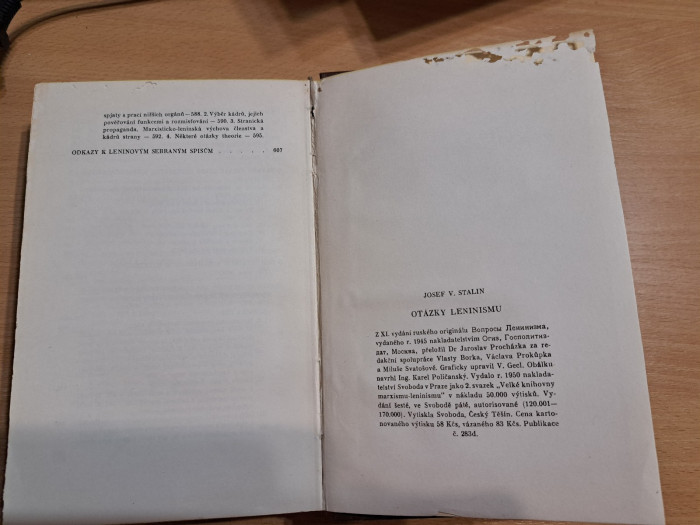 spjaty s prací nižších orgánů — 588. 2. Výběr kádrů, jejich
pověřování funkcemi a rozmisťování — 590. 3. Stranická
propaganda. Marxisticko-leninská výchova členstva a
kádrů strany — 592. 4. Některé otázky theorie — 595.
ODKAZY K LENINOVÝM SEBRANÝM SPISŮM . . . . . 607
JOSEF V. STALIN
OTÁZKY LENINISMU
Z XI. vydání ruského originálu Вопросы Ленинизма,
vydaného r. 1945 nakladatelstvím Огиз, Госполитиз-
дат, Москва, přeložil Dr Jaroslav Procházka za re-
dakční spolupráce Vlasty Borka, Václava Prokůpka
a Miluše Svatošové. Graficky upravil V. Gecl. Obálku
navrhl Ing. Karel Poličanský. Vydalo r. 1950 naklada-
telství Svoboda v Praze jako 2. svazek „Velké knihovny
marxismu-leninismu" v nákladu 50.000 výtisků. Vy-
dání šesté, ve Svobodě páté, autorisované (120.001—
170.000). Vytiskla Svoboda, Český Těšín. Cena karto-
novaného výtisku 58 Kčs, vázaného 83 Kčs. Publikace
č. 283d.